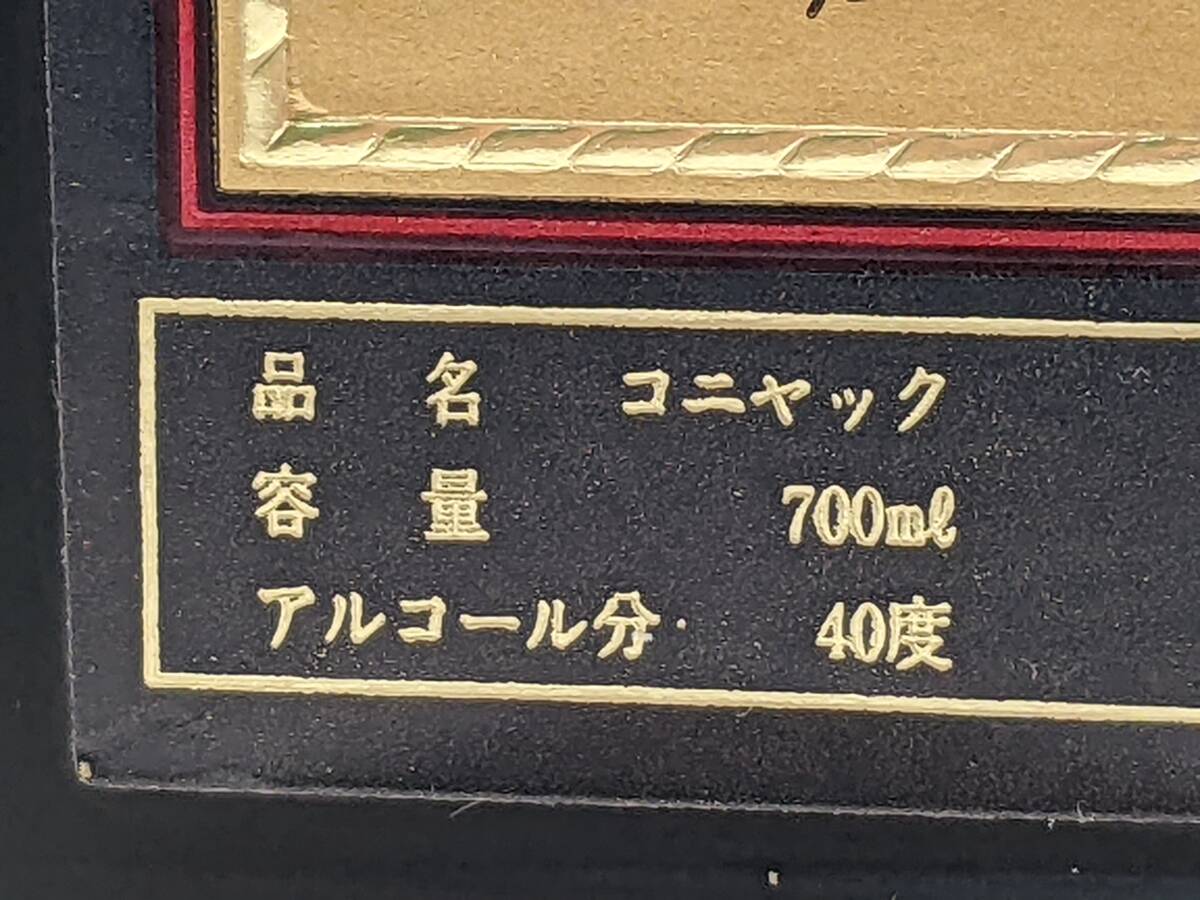 品名 コニャック
容量 700mℓ
アルコール分 40度